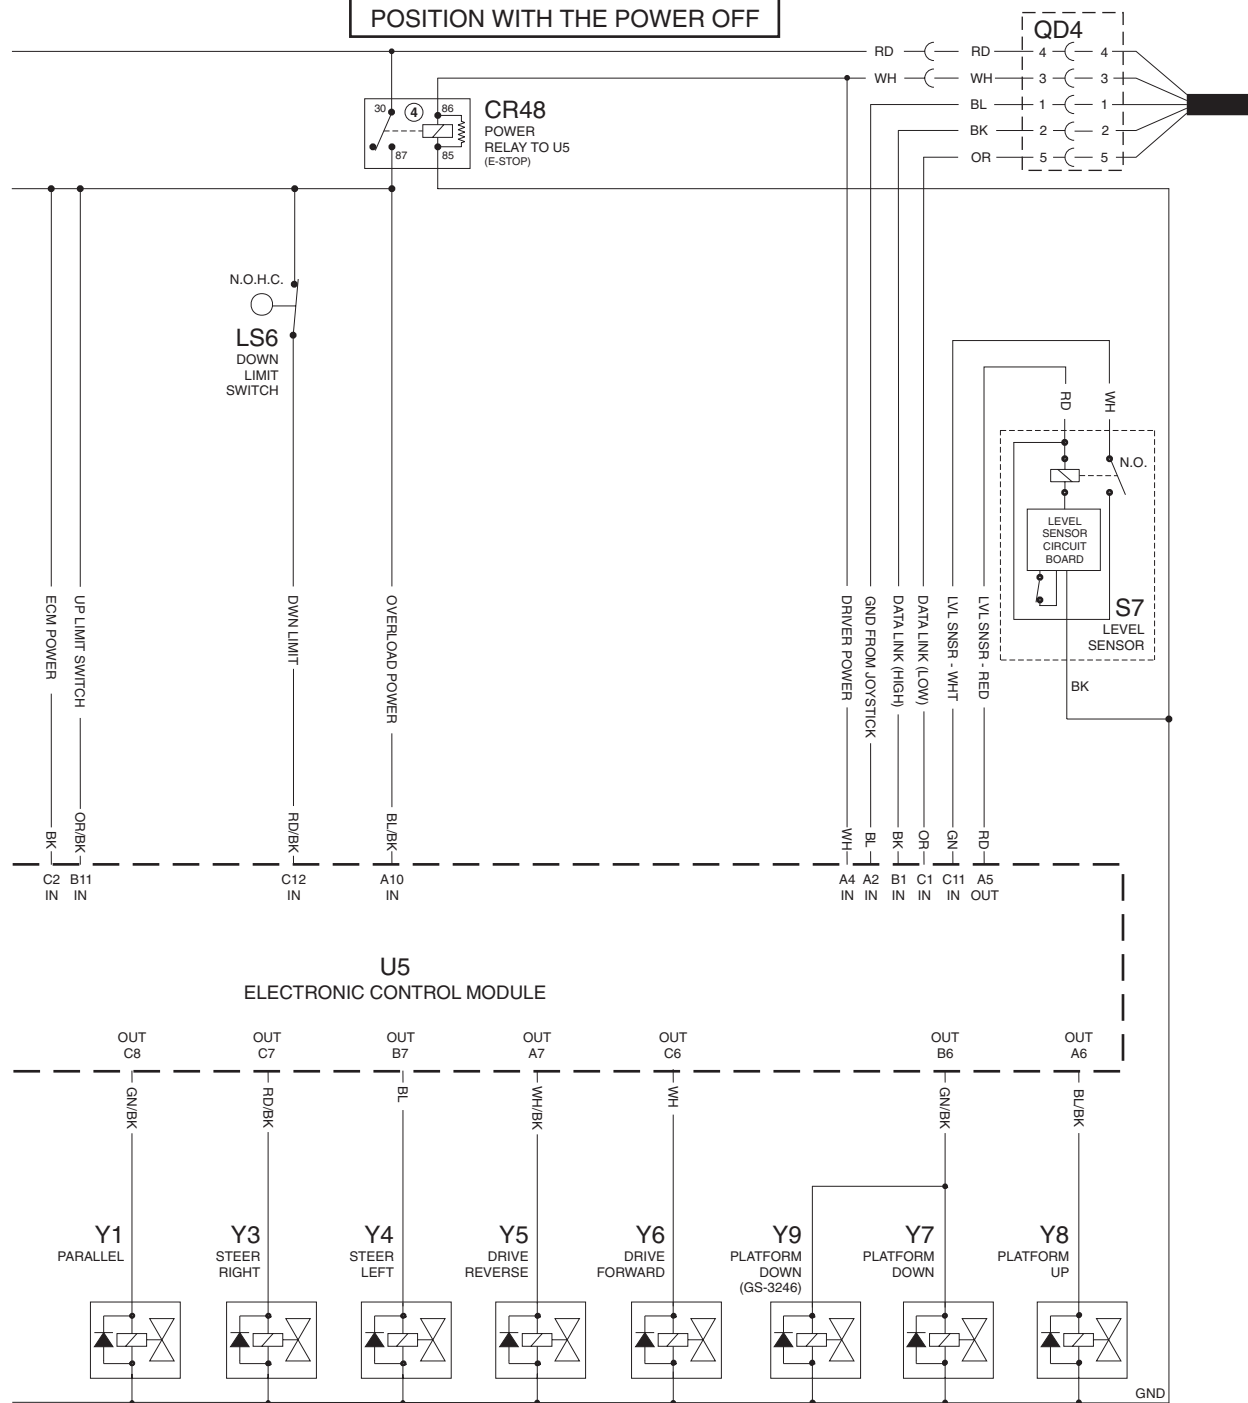 POSITION WITH THE POWER OFF
QD4
RD RD 4 4
WH WH 3 3
BL 1 1
BK 2 2
OR 5 5
30 4 86
87 85
CR48
POWER
RELAY TO U5
(E-STOP)
N.O.H.C.
LS6
DOWN
LIMIT
SWITCH
RD
WH
N.O.
LEVEL
SENSOR
CIRCUIT
BOARD
S7
LEVEL
SENSOR
BK
ECM POWER
UP LIMIT SWITCH
DWN LIMIT
OVERLOAD POWER
DRIVER POWER
GND FROM JOYSTICK
DATA LINK (HIGH)
DATA LINK (LOW)
LVL SNSR - WHT
LVL SNSR - RED
BK
OR/BK
RD/BK
BL/BK
WH
BL
BK
OR
GN
RD
C2 B11 C12 A10 A4 A2 B1 C1 C11 A5
IN IN IN IN IN IN IN IN IN OUT
U5
ELECTRONIC CONTROL MODULE
OUT OUT OUT OUT OUT OUT OUT
C8 C7 B7 A7 C6 B6 A6
GN/BK
RD/BK
BL
WH/BK
WH
GN/BK
BL/BK
Y1
PARALLEL
Y3
STEER
RIGHT
Y4
STEER
LEFT
Y5
DRIVE
REVERSE
Y6
DRIVE
FORWARD
Y9
PLATFORM
DOWN
(GS-3246)
Y7
PLATFORM
DOWN
Y8
PLATFORM
UP
GND